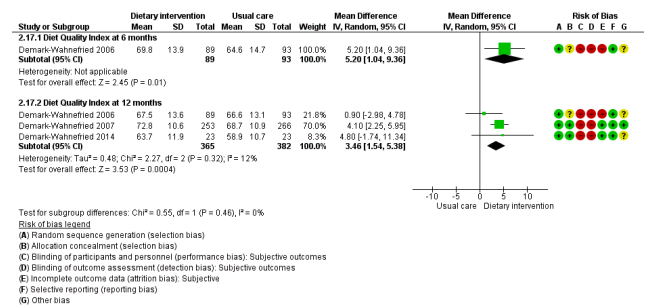 Dietary intervention Usual care Mean Difference Mean Difference Risk of Bias
Study or Subgroup Mean SD Total Mean SD Total Weight IV, Random, 95% CI IV, Random, 95% CI A B C D E F G
2.17.1 Diet Quality Index at 6 months
Demark-Wahnefried 2006 69.8 13.9 89 64.6 14.7 93 100.0% 5.20 [1.04, 9.36] + ? - - - + ?
Subtotal (95% CI) 89 93 100.0% 5.20 [1.04, 9.36]
Heterogeneity: Not applicable
Test for overall effect: Z = 2.45 (P = 0.01)
2.17.2 Diet Quality Index at 12 months
Demark-Wahnefried 2006 67.5 13.6 89 66.6 13.1 93 21.8% 0.90 [-2.98, 4.78] + ? - - - + ?
Demark-Wahnefried 2007 72.8 10.6 253 68.7 10.9 266 70.0% 4.10 [2.25, 5.95] + + - - + + +
Demark-Wahnefried 2014 63.7 11.9 23 58.9 10.7 23 8.3% 4.80 [-1.74, 11.34] + + - - + + ?
Subtotal (95% CI) 365 382 100.0% 3.46 [1.54, 5.38]
Heterogeneity: Tau² = 0.48; Chi² = 2.27, df = 2 (P = 0.32); I² = 12%
Test for overall effect: Z = 3.53 (P = 0.0004)
-10 -5 0 5 10
Usual care Dietary intervention
Test for subgroup differences: Chi² = 0.55, df = 1 (P = 0.46), I² = 0%
Risk of bias legend
(A) Random sequence generation (selection bias)
(B) Allocation concealment (selection bias)
(C) Blinding of participants and personnel (performance bias): Subjective outcomes
(D) Blinding of outcome assessment (detection bias): Subjective outcomes
(E) Incomplete outcome data (attrition bias): Subjective
(F) Selective reporting (reporting bias)
(G) Other bias